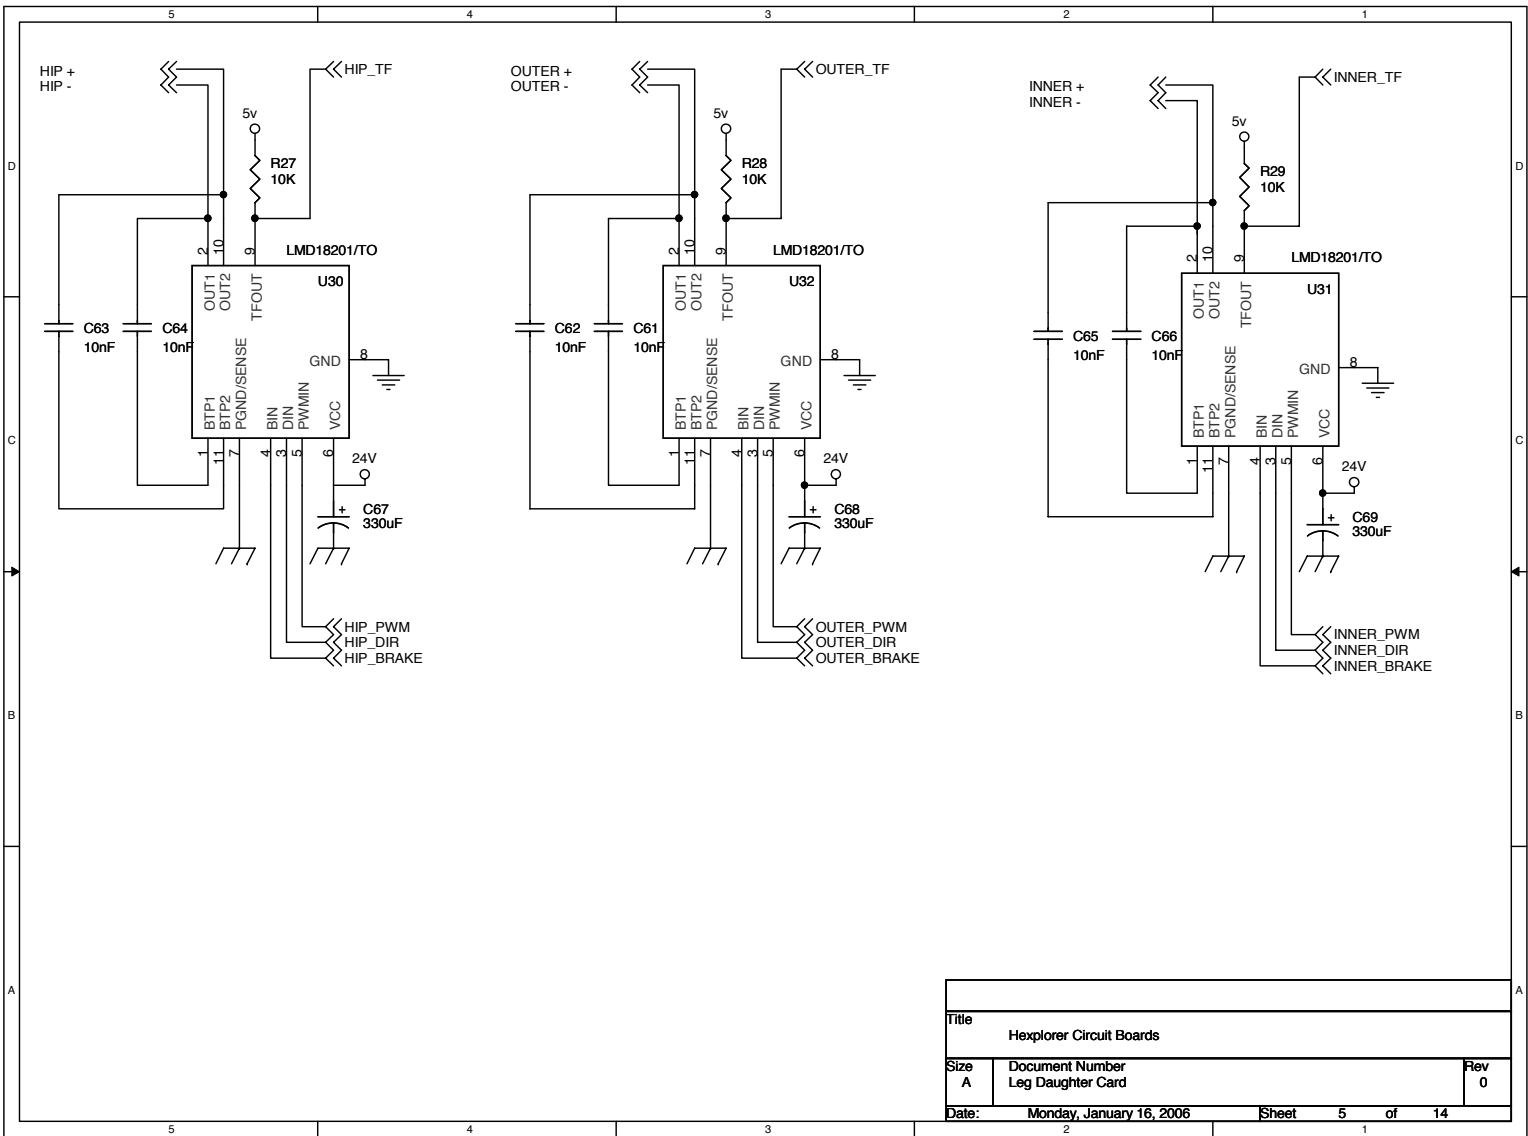 5 4 3 2 1
HIP +
HIP -
HIP_TF
5v
R27
10K
2 10 9
LMD18201/TO
U30
OUT1
OUT2
TFOUT
C63
10nF
C64
10nF
GND
8
BTP1
BTP2
PGND/SENSE
BIN
DIN
PWMIN
VCC
1 11 7 4 3 5 6
24V
+
C67
330uF
HIP_PWM
HIP_DIR
HIP_BRAKE
OUTER +
OUTER -
OUTER_TF
5v
R28
10K
2 10 9
LMD18201/TO
U32
OUT1
OUT2
TFOUT
C62
10nF
C61
10nF
GND
8
BTP1
BTP2
PGND/SENSE
BIN
DIN
PWMIN
VCC
1 11 7 4 3 5 6
24V
+
C68
330uF
OUTER_PWM
OUTER_DIR
OUTER_BRAKE
INNER +
INNER -
INNER_TF
5v
R29
10K
2 10 9
LMD18201/TO
U31
OUT1
OUT2
TFOUT
C65
10nF
C66
10nF
GND
8
BTP1
BTP2
PGND/SENSE
BIN
DIN
PWMIN
VCC
1 11 7 4 3 5 6
24V
+
C69
330uF
INNER_PWM
INNER_DIR
INNER_BRAKE
D D
C C
B B
A A
Title
Hexplorer Circuit Boards
Size Document Number Rev
A Leg Daughter Card 0
Date: Monday, January 16, 2006 Sheet 5 of 14
5 4 3 2 1